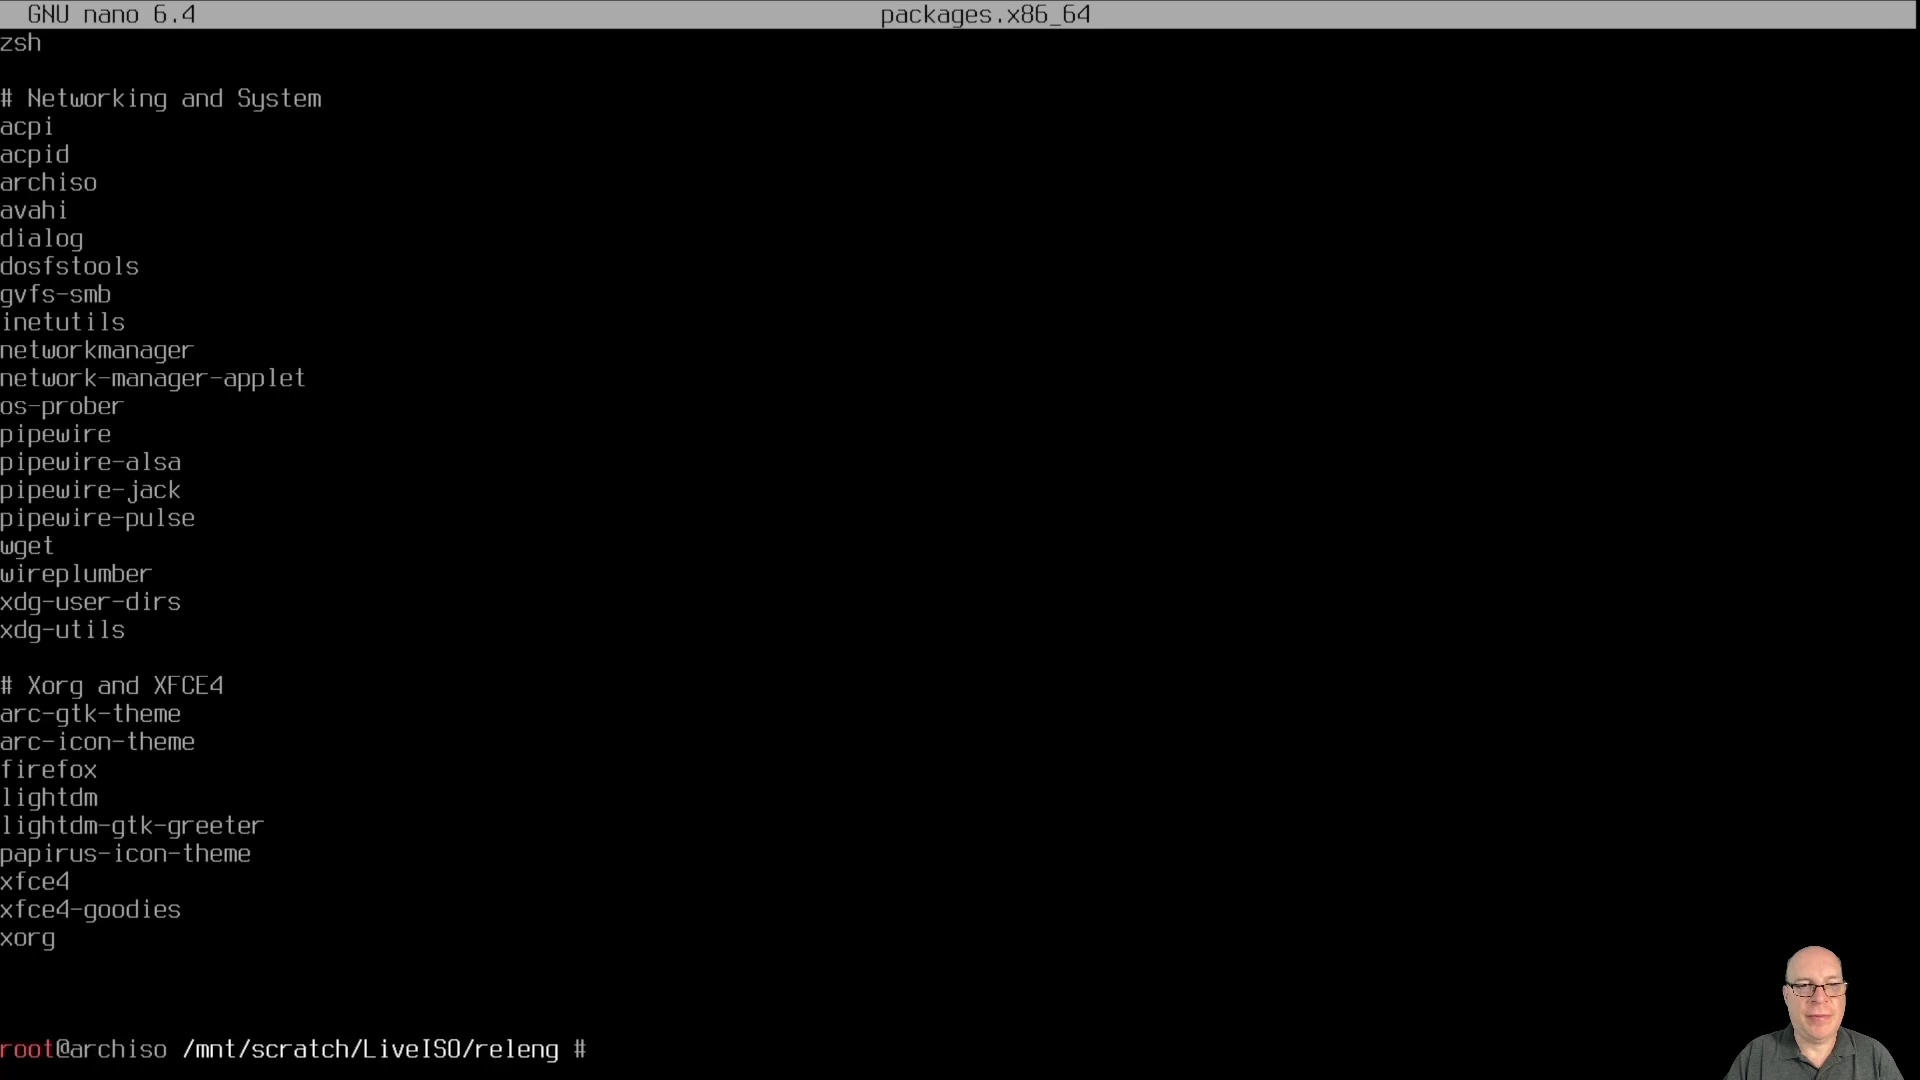 GNU nano 6.4 packages.x86_64
zsh
# Networking and System
acpi
acpid
archiso
avahi
dialog
dosfstools
gvfs-smb
inetutils
networkmanager
network-manager-applet
os-prober
pipewire
pipewire-alsa
pipewire-jack
pipewire-pulse
wget
wireplumber
xdg-user-dirs
xdg-utils
# Xorg and XFCE4
arc-gtk-theme
arc-icon-theme
firefox
lightdm
lightdm-gtk-greeter
papirus-icon-theme
xfce4
xfce4-goodies
xorg
root@archiso /mnt/scratch/LiveISO/releng #